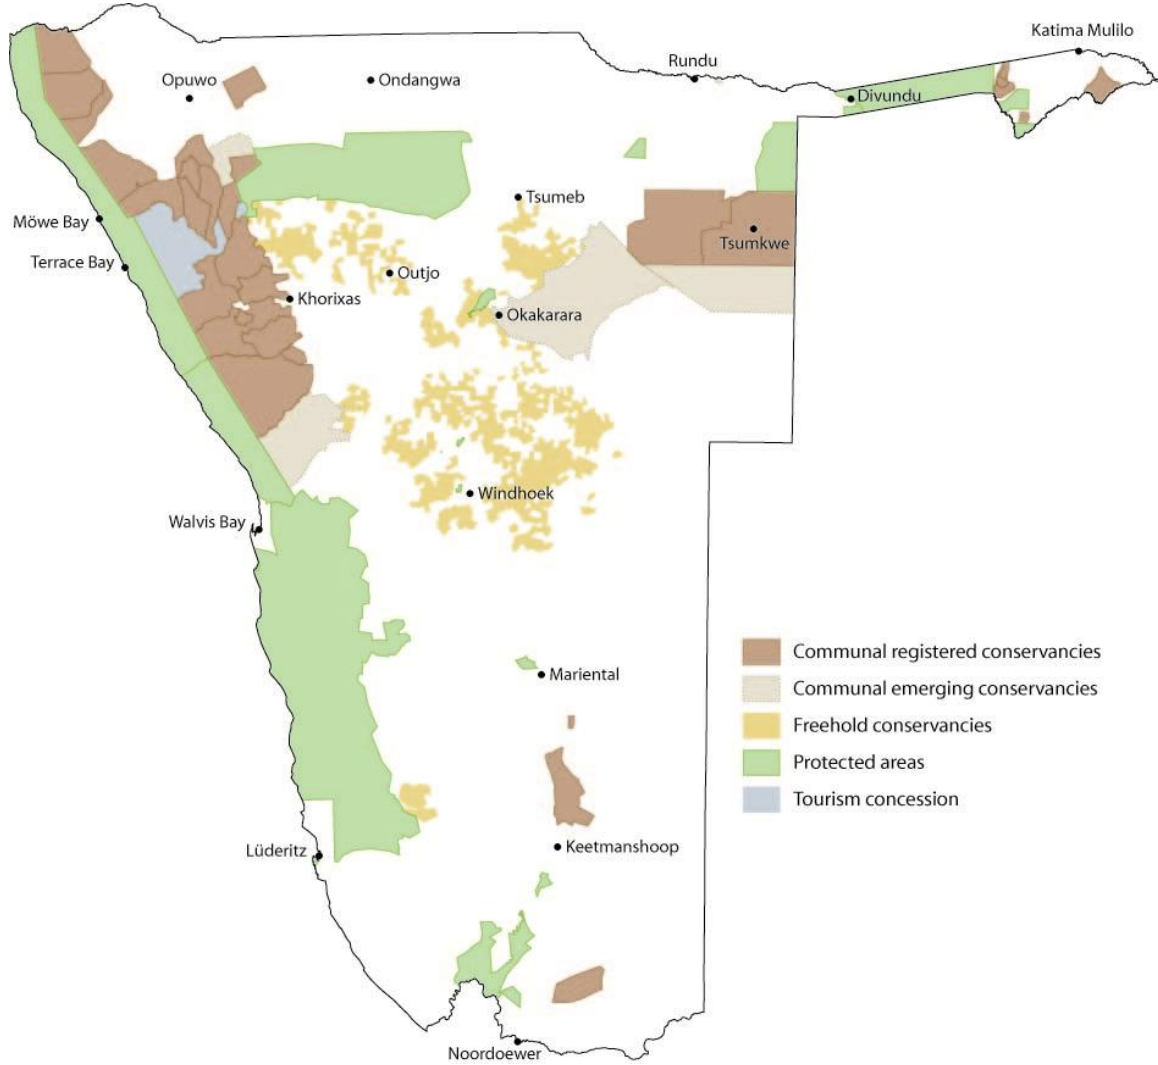 Katima Mulilo
Rundu
Opuwo
Ondangwa
Divundu
Tsumeb
Möwe Bay
Tsumkwe
Terrace Bay
Outjo
Khorixas
Okakarara
Windhoek
Walvis Bay
Communal registered conservancies
Mariental
Communal emerging conservancies
Freehold conservancies
Protected areas
Tourism concession
Lüderitz
Keetmanshoop
Noordoewer